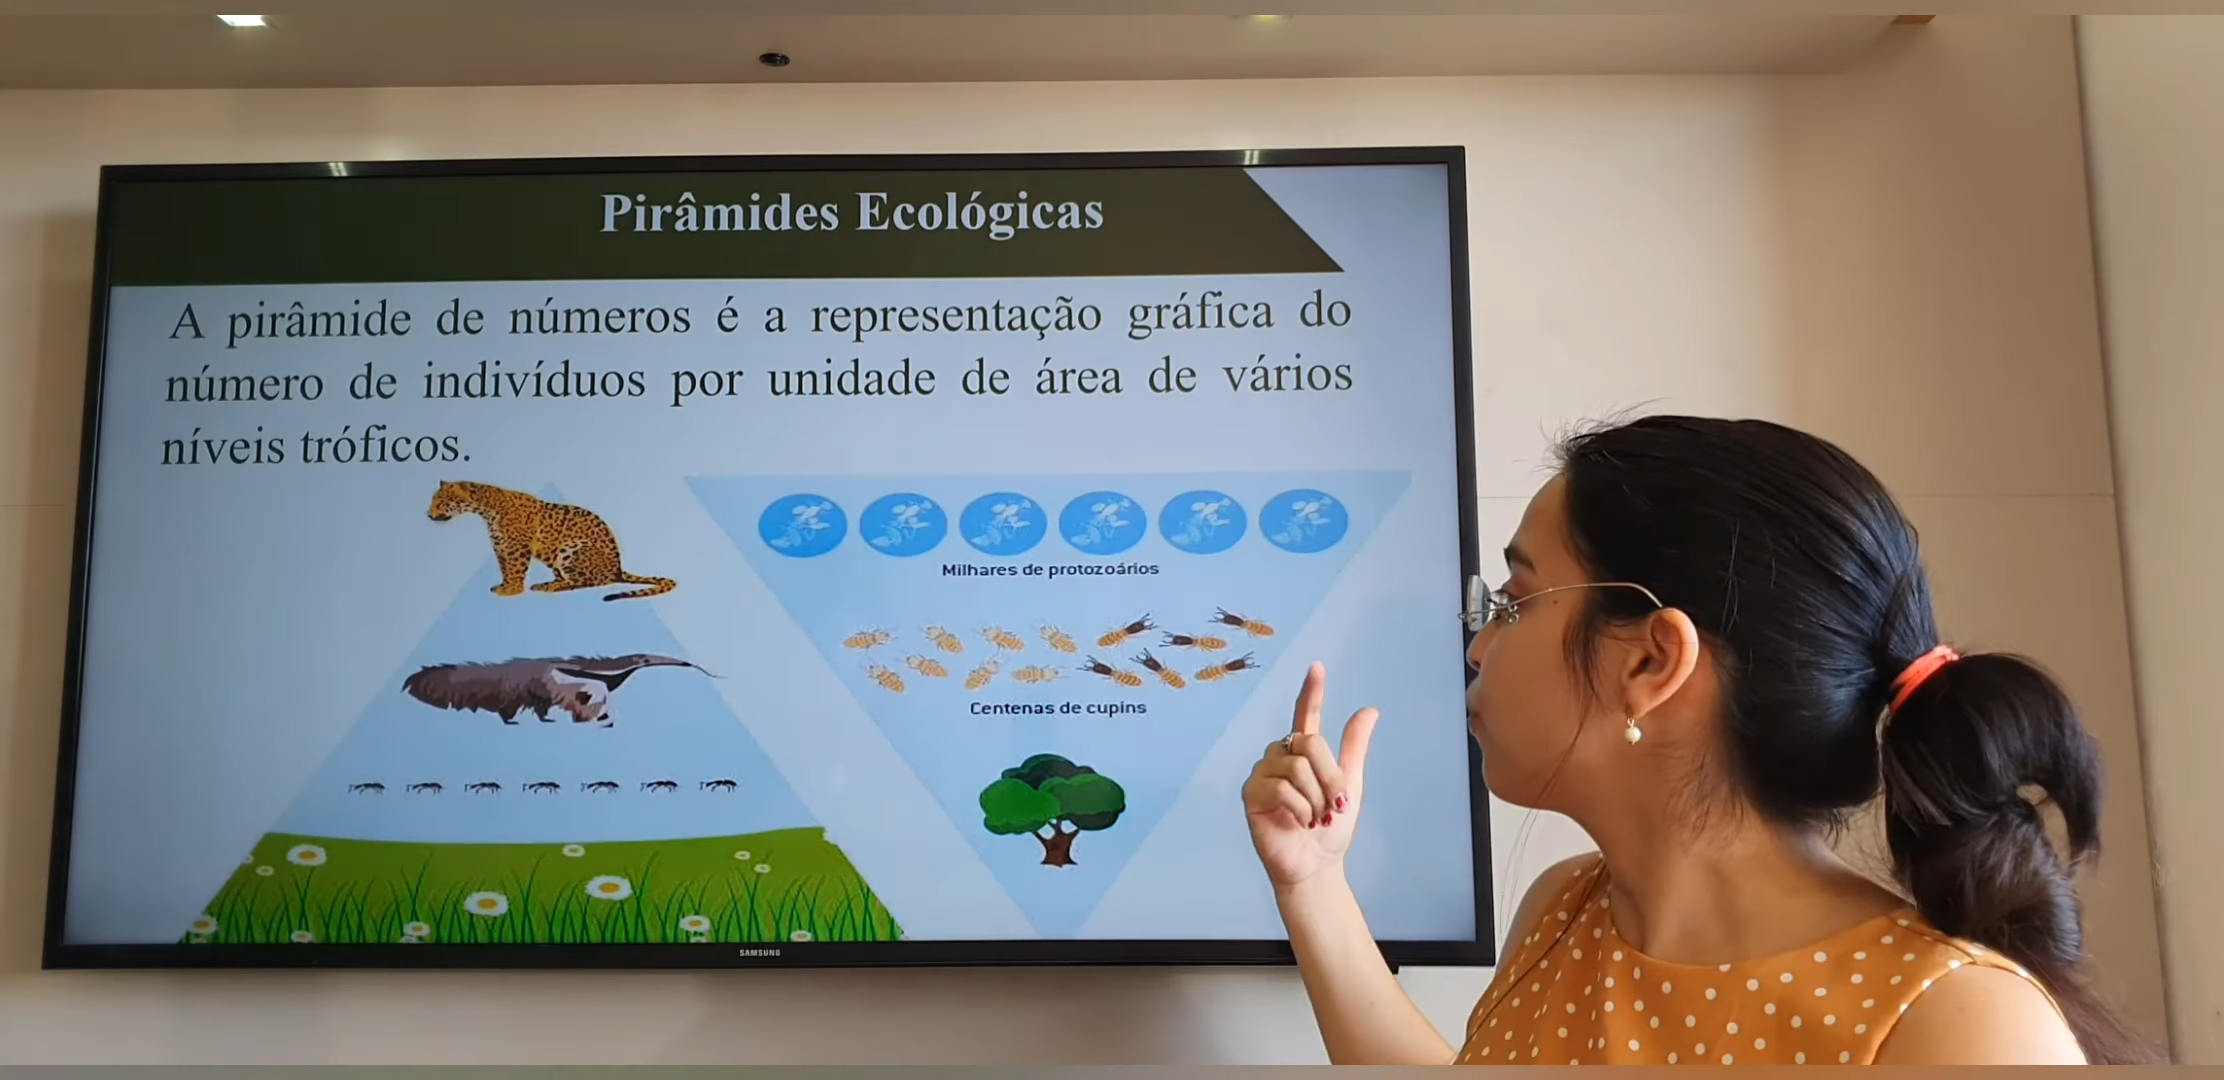 Pirâmides Ecológicas
A pirâmide de números é a representação gráfica do
número de indivíduos por unidade de área de vários
níveis tróficos.
Milhares de protozoários
Centenas de cupins
SAMSUNG